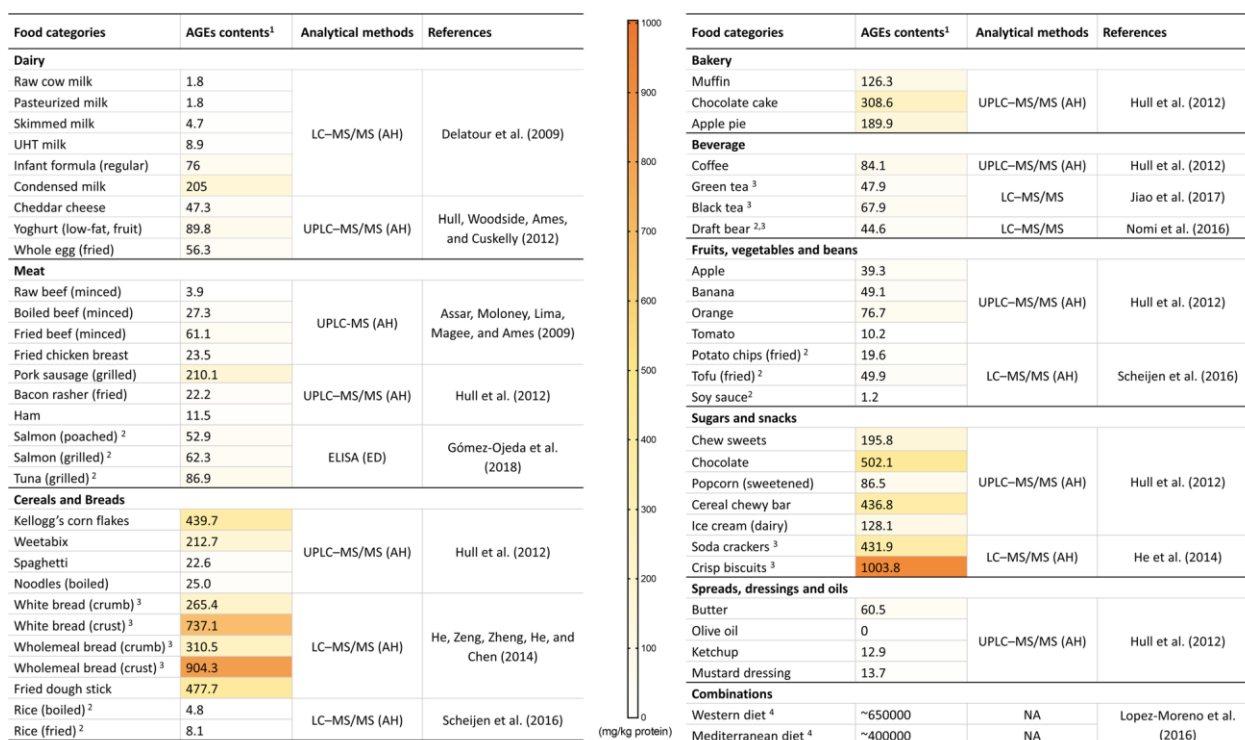 Food categories AGEs contents¹ Analytical methods References
Dairy
Raw cow milk 1.8
Pasteurized milk 1.8
Skimmed milk 4.7
LC–MS/MS (AH) Delatour et al. (2009)
UHT milk 8.9
Infant formula (regular) 76
Condensed milk 205
Cheddar cheese 47.3
Hull, Woodside, Ames,
Yoghurt (low-fat, fruit) 89.8 UPLC–MS/MS (AH)
and Cuskelly (2012)
Whole egg (fried) 56.3
Meat
Raw beef (minced) 3.9
Boiled beef (minced) 27.3
Assar, Moloney, Lima,
UPLC-MS (AH)
Magee, and Ames (2009)
Fried beef (minced) 61.1
Fried chicken breast 23.5
Pork sausage (grilled) 210.1
Bacon rasher (fried) 22.2 UPLC–MS/MS (AH) Hull et al. (2012)
Ham 11.5
Salmon (poached) ² 52.9
Gómez-Ojeda et al.
Salmon (grilled) ² 62.3 ELISA (ED)
(2018)
Tuna (grilled) ² 86.9
Cereals and Breads
Kellogg's corn flakes 439.7
Weetabix 212.7
UPLC–MS/MS (AH) Hull et al. (2012)
Spaghetti 22.6
Noodles (boiled) 25.0
White bread (crumb) ³ 265.4
White bread (crust) ³ 737.1
He, Zeng, Zheng, He, and
Wholemeal bread (crumb) ³ 310.5 LC–MS/MS (AH)
Chen (2014)
Wholemeal bread (crust) ³ 904.3
Fried dough stick 477.7
Rice (boiled) ² 4.8
LC–MS/MS (AH) Scheijen et al. (2016)
Rice (fried) ² 8.1
1000
900
800
700
600
500
400
300
200
100
0
(mg/kg protein)
Food categories AGEs contents¹ Analytical methods References
Bakery
Muffin 126.3
Chocolate cake 308.6 UPLC–MS/MS (AH) Hull et al. (2012)
Apple pie 189.9
Beverage
Coffee 84.1 UPLC–MS/MS (AH) Hull et al. (2012)
Green tea ³ 47.9
LC–MS/MS Jiao et al. (2017)
Black tea ³ 67.9
Draft bear ²,³ 44.6 LC–MS/MS Nomi et al. (2016)
Fruits, vegetables and beans
Apple 39.3
Banana 49.1
UPLC–MS/MS (AH) Hull et al. (2012)
Orange 76.7
Tomato 10.2
Potato chips (fried) ² 19.6
Tofu (fried) ² 49.9 LC–MS/MS (AH) Scheijen et al. (2016)
Soy sauce² 1.2
Sugars and snacks
Chew sweets 195.8
Chocolate 502.1
Popcorn (sweetened) 86.5 UPLC–MS/MS (AH) Hull et al. (2012)
Cereal chewy bar 436.8
Ice cream (dairy) 128.1
Soda crackers ³ 431.9
LC–MS/MS (AH) He et al. (2014)
Crisp biscuits ³ 1003.8
Spreads, dressings and oils
Butter 60.5
Olive oil 0
UPLC–MS/MS (AH) Hull et al. (2012)
Ketchup 12.9
Mustard dressing 13.7
Combinations
Western diet ⁴ ~650000 NA
Lopez-Moreno et al.
(2016)
Mediterranean diet ⁴ ~400000 NA